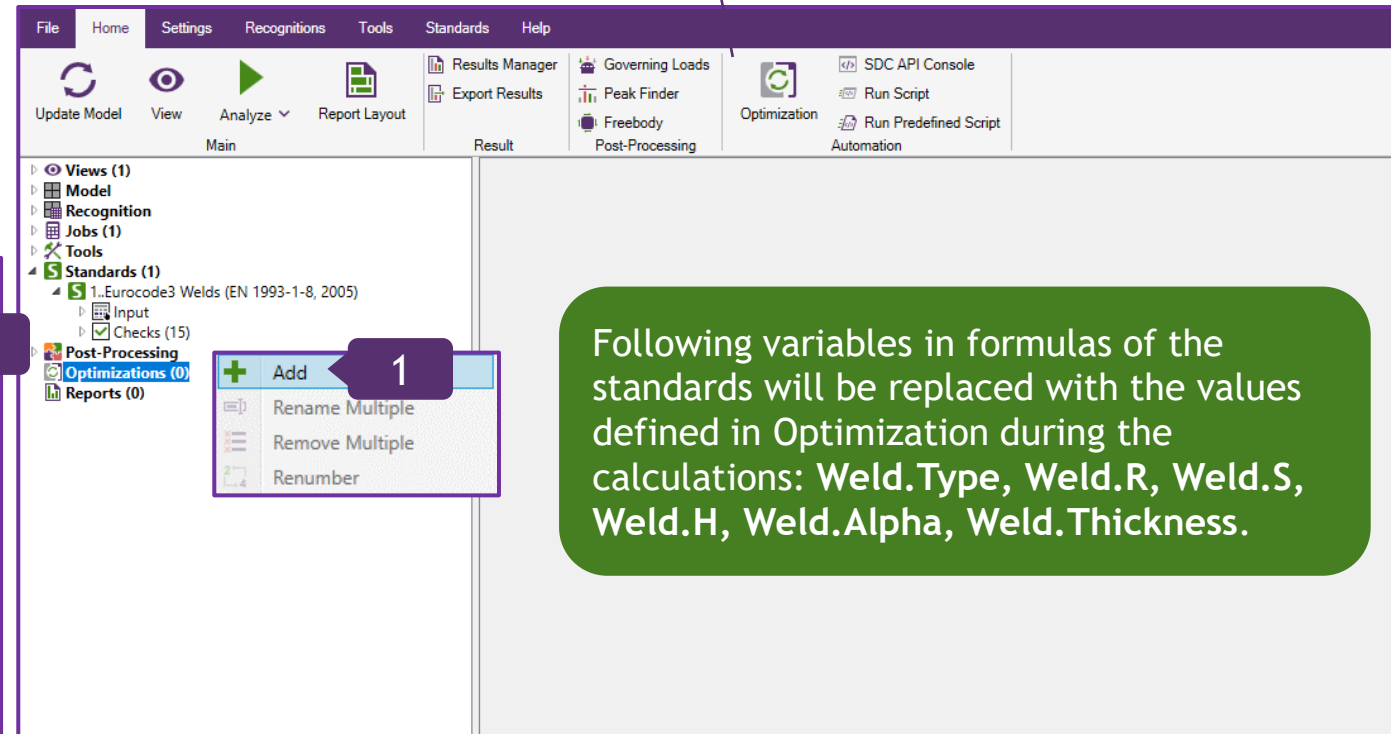 File Home Settings Recognitions Tools Standards Help
Update Model
View
Analyze
Report Layout
Main
Results Manager
Export Results
Result
Governing Loads
Peak Finder
Freebody
Post-Processing
Optimization
SDC API Console
Run Script
Run Predefined Script
Automation
Views (1)
Model
Recognition
Jobs (1)
Tools
Standards (1)
1..Eurocode3 Welds (EN 1993-1-8, 2005)
Input
Checks (15)
Post-Processing
Optimizations (0)
Reports (0)
Add
1
Rename Multiple
Remove Multiple
Renumber
Following variables in formulas of the
standards will be replaced with the values
defined in Optimization during the
calculations: Weld.Type, Weld.R, Weld.S,
Weld.H, Weld.Alpha, Weld.Thickness.